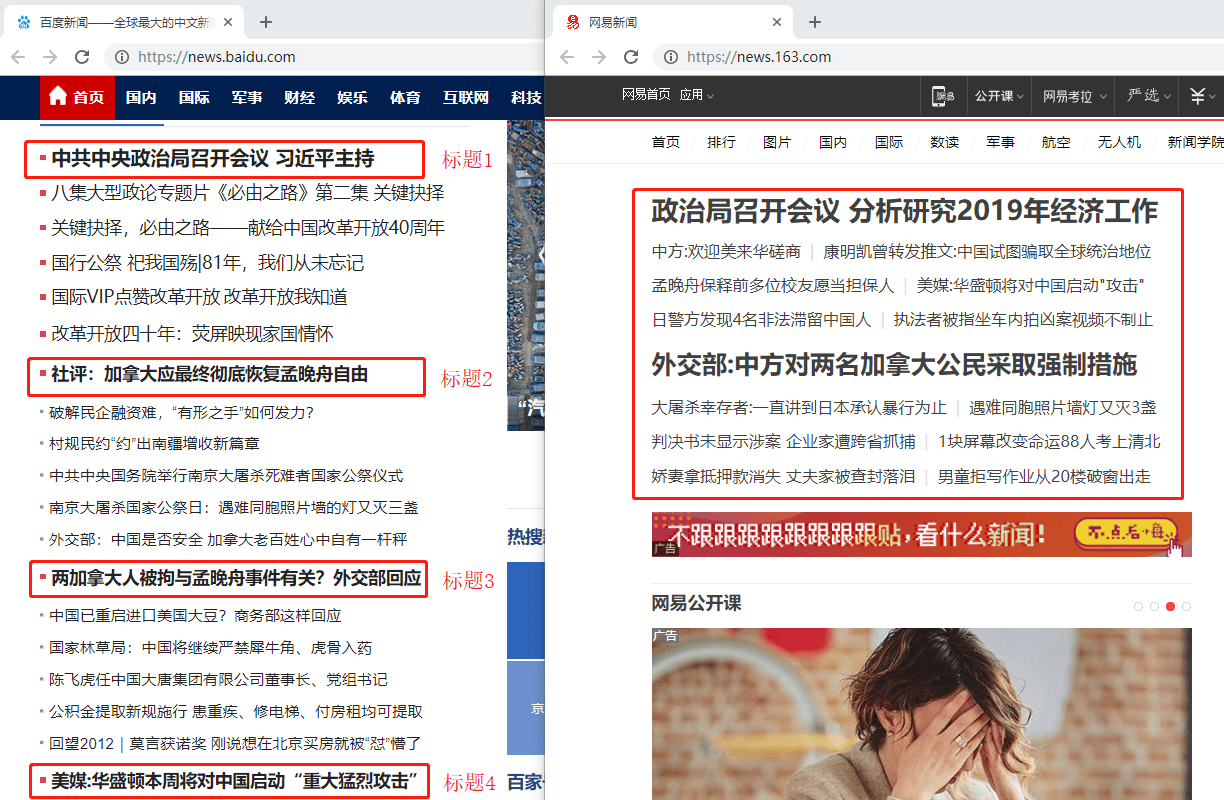 百度新闻——全球最大的中文新
https://news.baidu.com
首页 国内 国际 军事 财经 娱乐 体育 互联网 科技
中共中央政治局召开会议 习近平主持
标题1
八集大型政论专题片《必由之路》第二集 关键抉择
关键抉择，必由之路——献给中国改革开放40周年
国行公祭 祀我国殇|81年，我们从未忘记
国际VIP点赞改革开放 改革开放我知道
改革开放四十年：荧屏映现家国情怀
社评：加拿大应最终彻底恢复孟晚舟自由
标题2
破解民企融资难，“有形之手”如何发力？
村规民约“约”出南疆增收新篇章
中共中央国务院举行南京大屠杀死难者国家公祭仪式
南京大屠杀国家公祭日：遇难同胞照片墙的灯又灭三盏
外交部：中国是否安全 加拿大老百姓心中自有一杆秤
两加拿大人被拘与孟晚舟事件有关？外交部回应
标题3
中国已重启进口美国大豆？商务部这样回应
国家林草局：中国将继续严禁犀牛角、虎骨入药
陈飞虎任中国大唐集团有限公司董事长、党组书记
公积金提取新规施行 患重疾、修电梯、付房租均可提取
回望2012｜莫言获诺奖 刚说想在北京买房就被“怼”懵了
美媒:华盛顿本周将对中国启动“重大猛烈攻击”
标题4
“汽
热搜
京
百家
网易新闻
https://news.163.com
网易首页 应用 公开课 网易考拉 严选
首页 排行 图片 国内 国际 数读 军事 航空 无人机 新闻学院
政治局召开会议 分析研究2019年经济工作
中方:欢迎美来华磋商 | 康明凯曾转发推文:中国试图骗取全球统治地位
孟晚舟保释前多位校友愿当担保人 | 美媒:华盛顿将对中国启动"攻击"
日警方发现4名非法滞留中国人 | 执法者被指坐车内拍凶案视频不制止
外交部:中方对两名加拿大公民采取强制措施
大屠杀幸存者:一直讲到日本承认暴行为止 | 遇难同胞照片墙灯又灭3盏
判决书未显示涉案 企业家遭跨省抓捕 | 1块屏幕改变命运88人考上清北
娇妻拿抵押款消失 丈夫家被查封落泪 | 男童拒写作业从20楼破窗出走
不跟跟跟跟跟跟跟跟贴，看什么新闻！
不点后悔
广告
网易公开课
广告